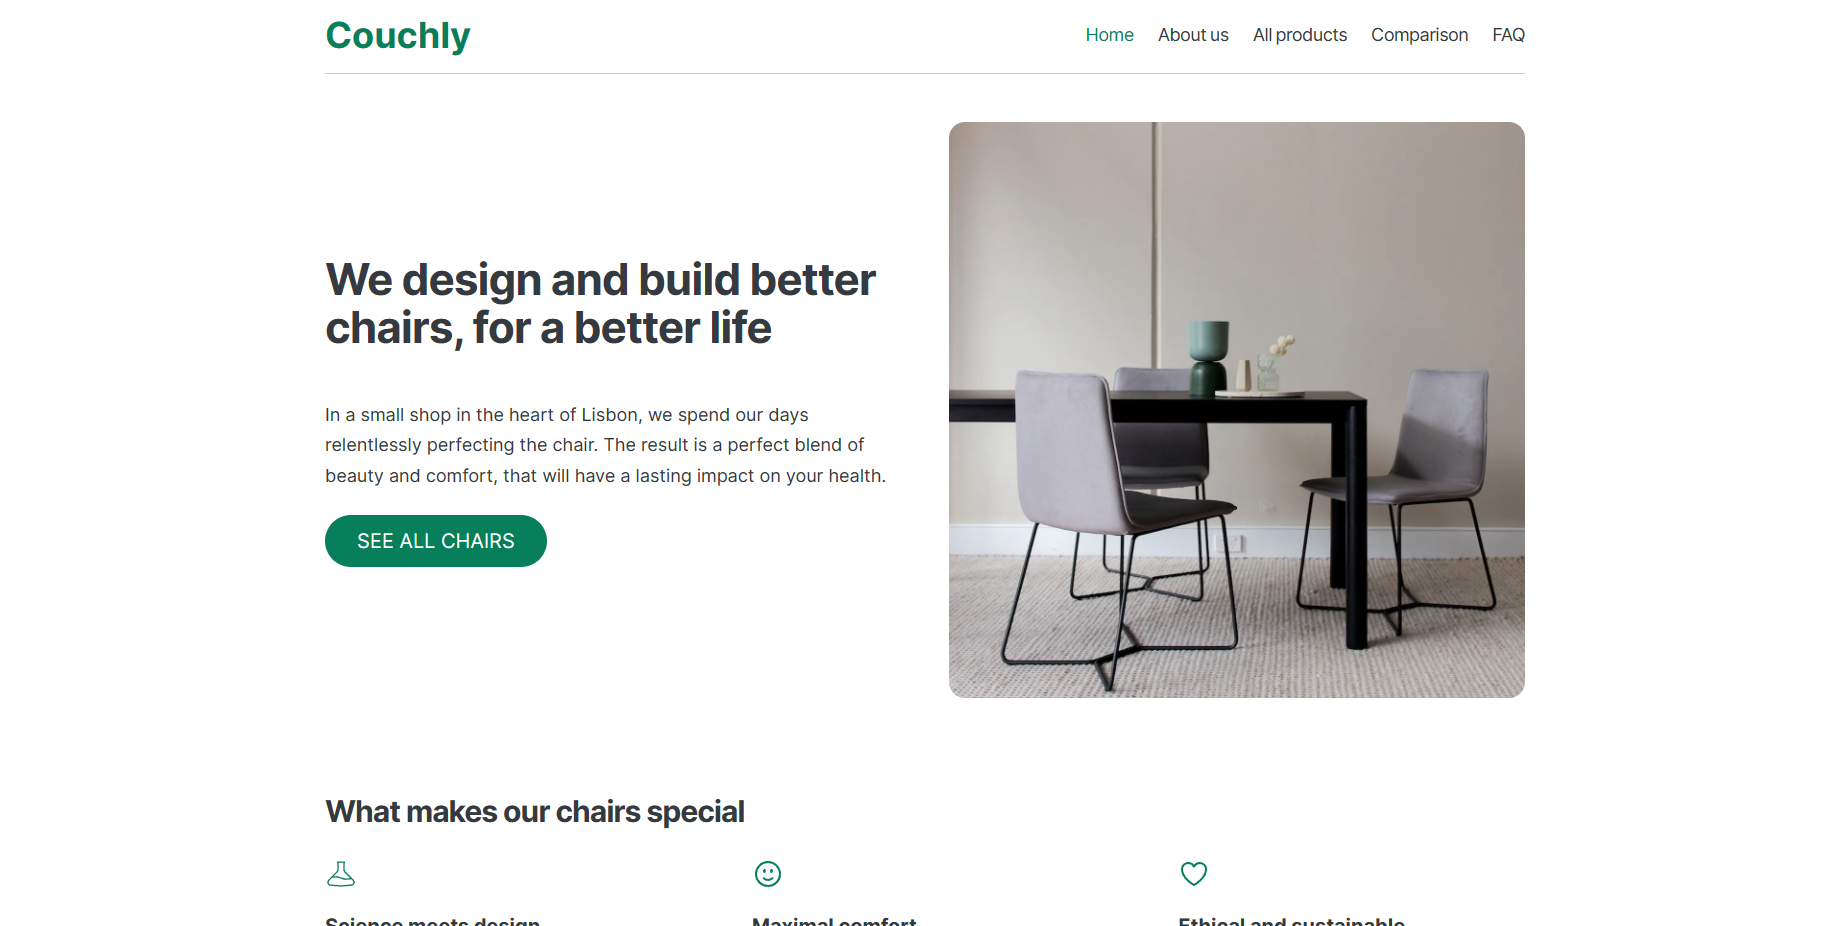 Couchly
Home About us All products Comparison FAQ
We design and build better
chairs, for a better life
In a small shop in the heart of Lisbon, we spend our days
relentlessly perfecting the chair. The result is a perfect blend of
beauty and comfort, that will have a lasting impact on your health.
SEE ALL CHAIRS
What makes our chairs special
Science meets design Maximal comfort Ethical and sustainable